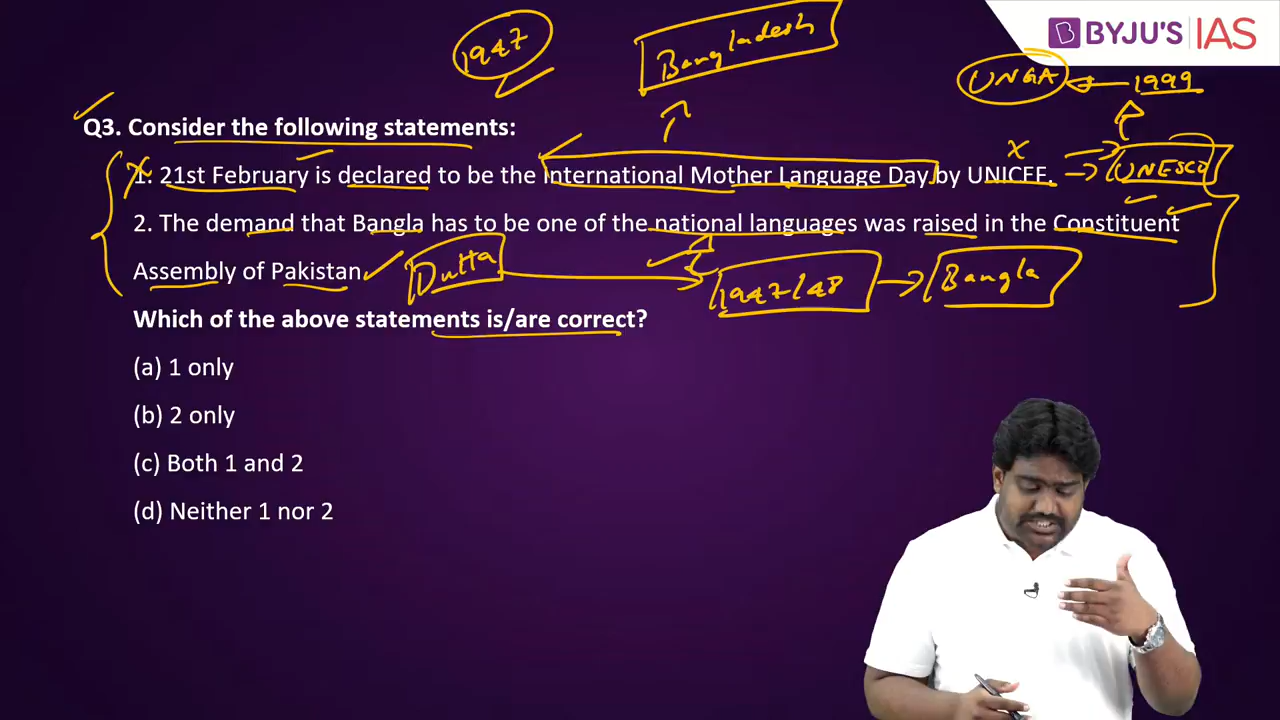 1947
Bangladesh
BYJU'S IAS
UNGA
1999
Q3. Consider the following statements:
1. 21st February is declared to be the International Mother Language Day by UNICEF.
UNESCO
2. The demand that Bangla has to be one of the national languages was raised in the Constituent
Assembly of Pakistan.
Dutta
1947/48
Bangla
Which of the above statements is/are correct?
(a) 1 only
(b) 2 only
(c) Both 1 and 2
(d) Neither 1 nor 2